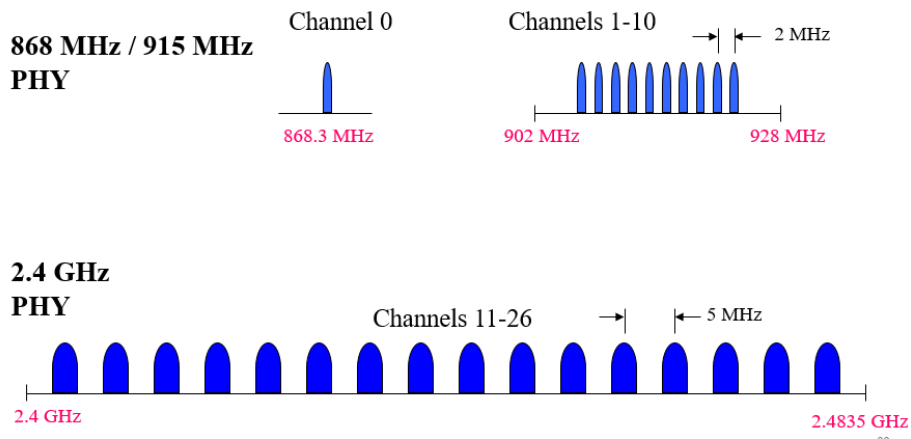 868 MHz / 915 MHz
PHY
Channel 0
Channels 1-10
2 MHz
868.3 MHz
902 MHz
928 MHz
2.4 GHz
PHY
Channels 11-26
5 MHz
2.4 GHz
2.4835 GHz